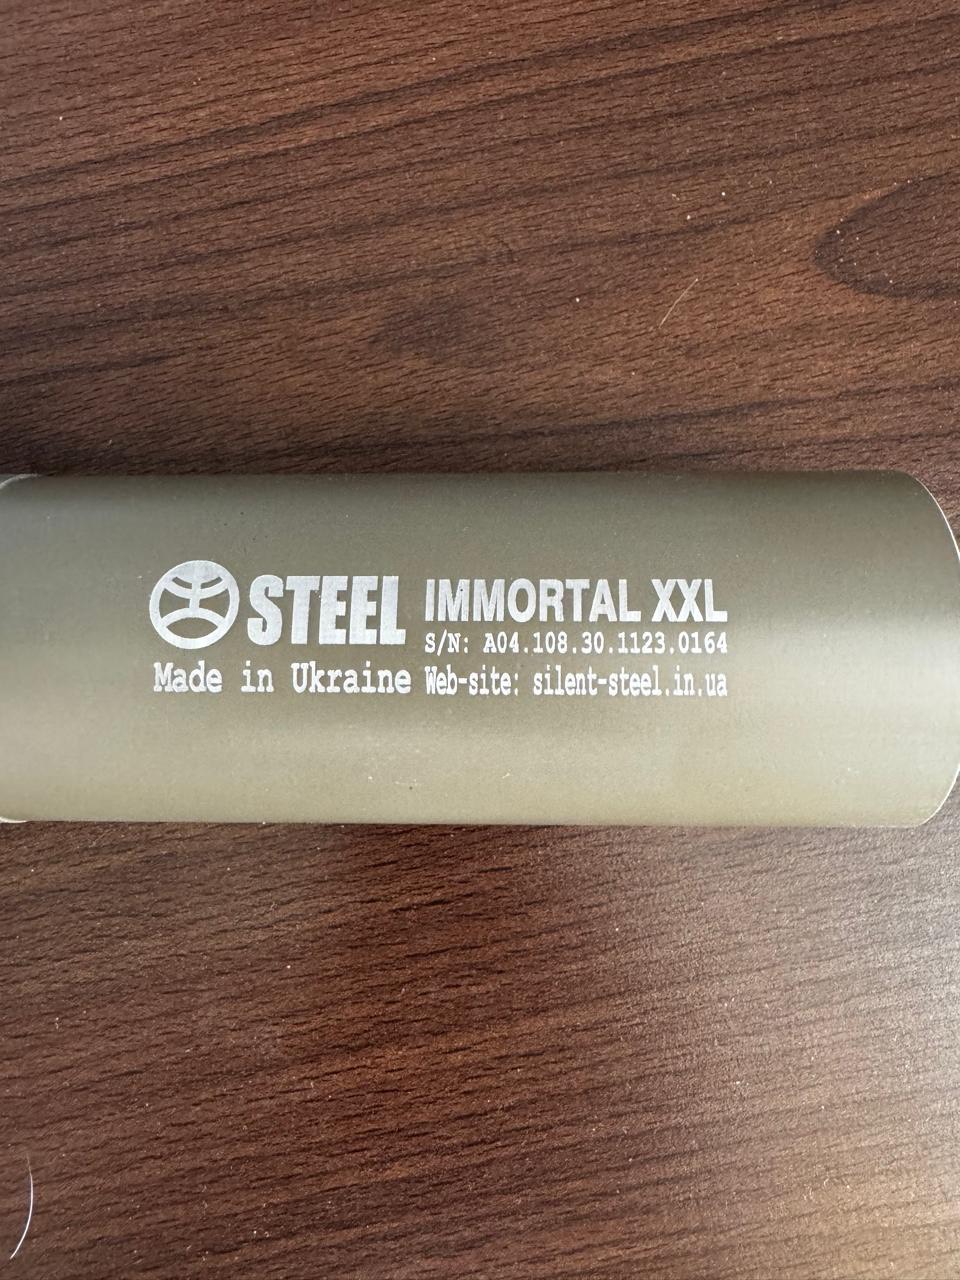 STEEL IMMORTAL XXL
S/N: A04.108.30.1123.0164
Made in Ukraine Web-site: silent-steel.in.ua